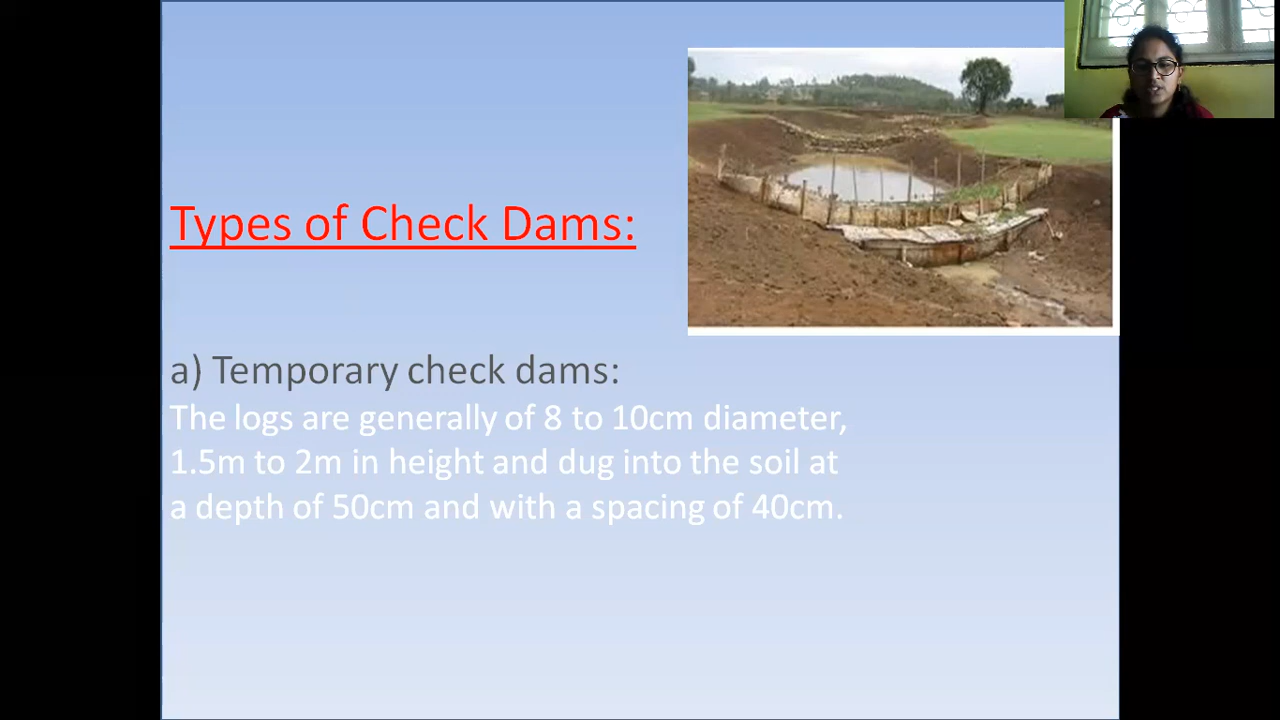 Types of Check Dams:
a) Temporary check dams:
The logs are generally of 8 to 10cm diameter,
1.5m to 2m in height and dug into the soil at
a depth of 50cm and with a spacing of 40cm.